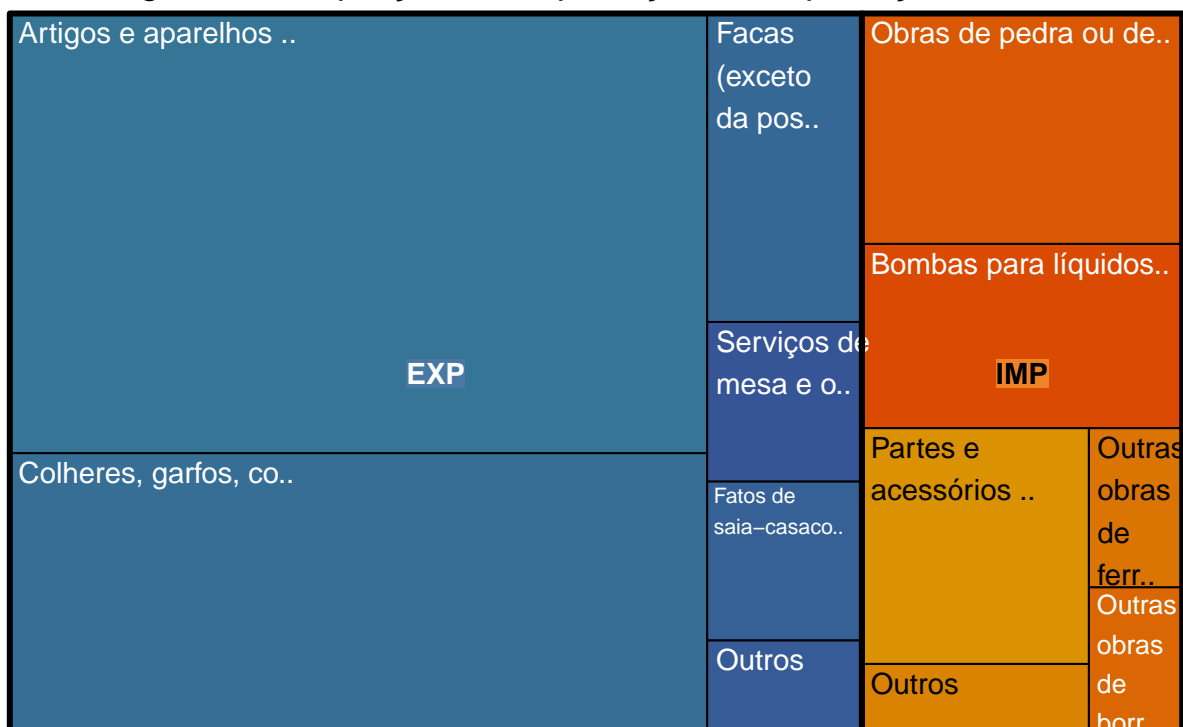 Artigos e aparelhos ..
EXP
Colheres, garfos, co..
Facas
(exceto
da pos..
Serviços de
mesa e o..
Fatos de
saia−casaco..
Outros
Obras de pedra ou de..
Bombas para líquidos..
IMP
Partes e
acessórios ..
Outros
Outras
obras
de
ferr..
Outras
obras
de
borr..